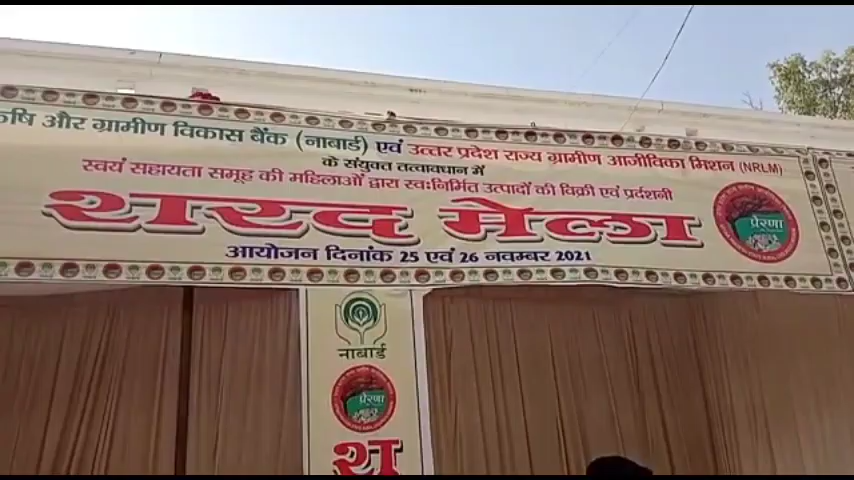 कृषि और ग्रामीण विकास बैंक (नाबार्ड) एवं उत्तर प्रदेश राज्य ग्रामीण आजीविका मिशन (NRLM)
के संयुक्त तत्वावधान में
स्वयं सहायता समूह की महिलाओं द्वारा स्वःनिर्मित उत्पादों की विक्री एवं प्रदर्शनी
शरद मेला
प्रेरणा
आयोजन दिनांक 25 एवं 26 नवम्बर 2021
नाबार्ड
प्रेरणा
श